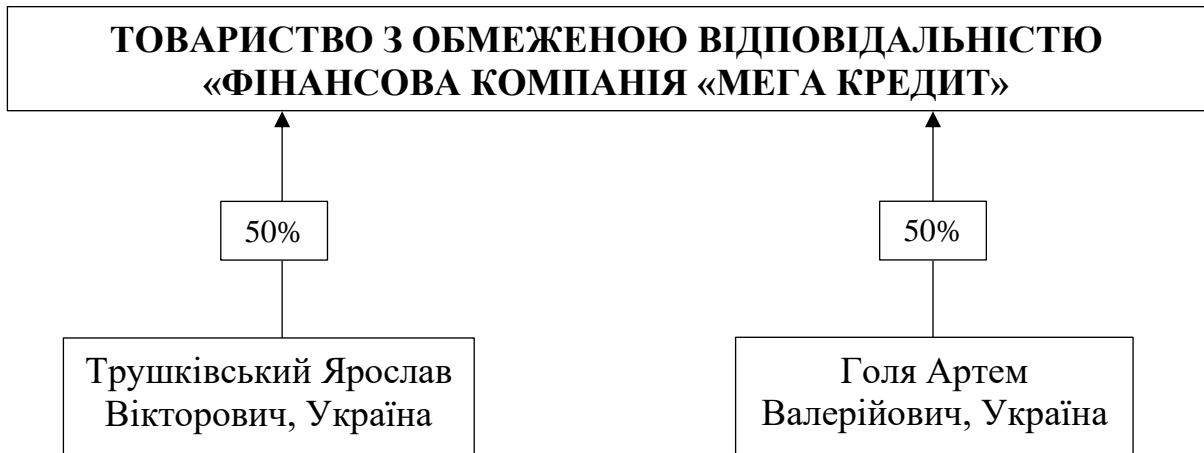 ТОВАРИСТВО З ОБМЕЖЕНОЮ ВІДПОВІДАЛЬНІСТЮ
«ФІНАНСОВА КОМПАНІЯ «МЕГА КРЕДИТ»
50%
50%
Трушківський Ярослав
Вікторович, Україна
Голя Артем
Валерійович, Україна